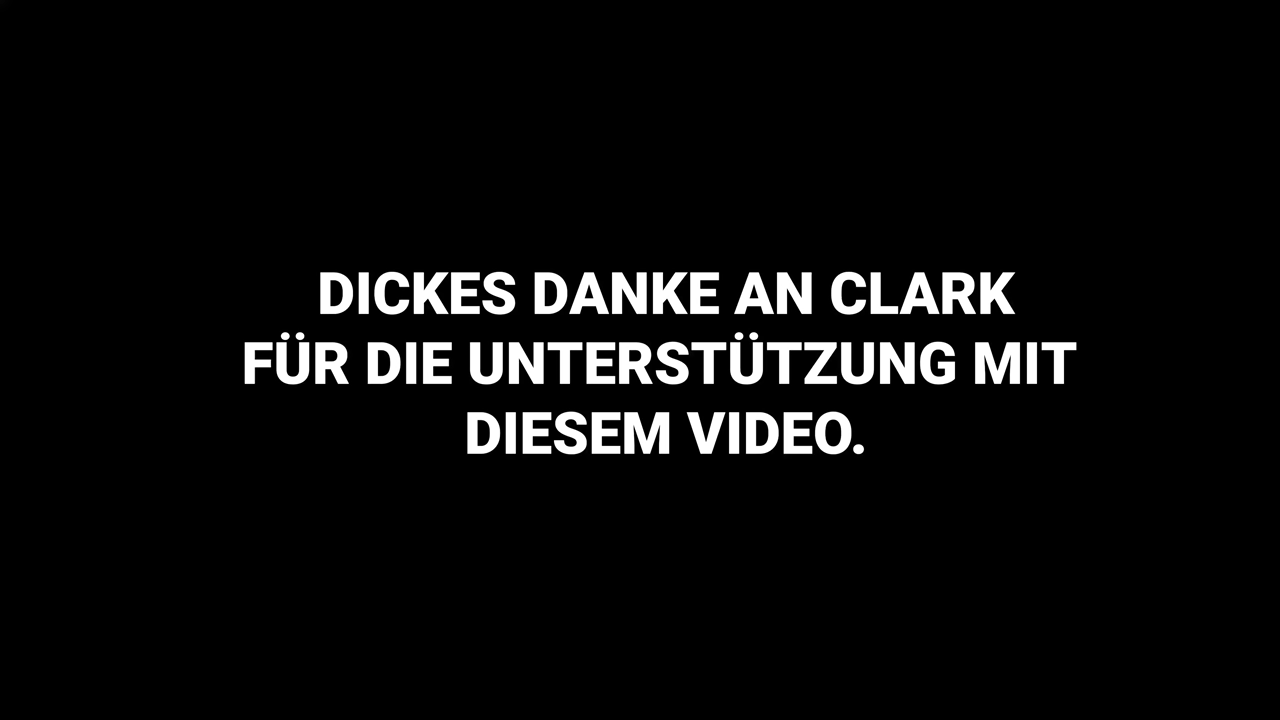 DICKES DANKE AN CLARK
FÜR DIE UNTERSTÜTZUNG MIT
DIESEM VIDEO.